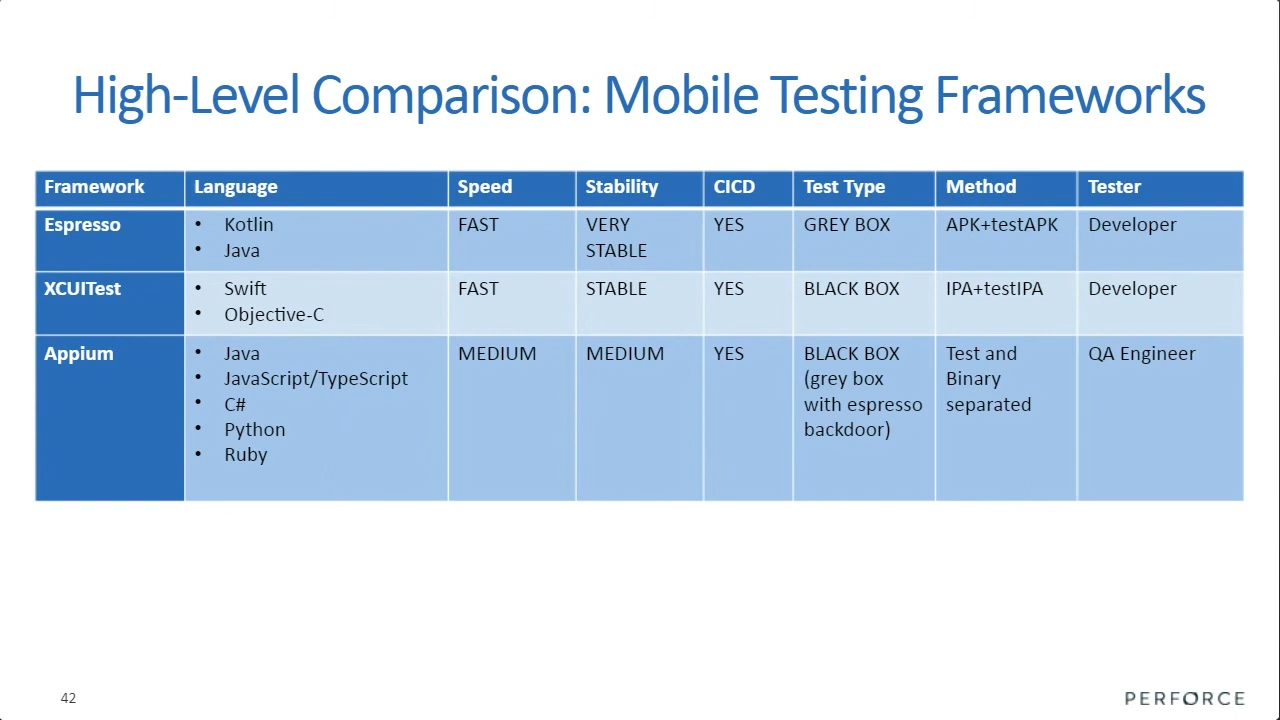 High-Level Comparison: Mobile Testing Frameworks
Framework Language Speed Stability CICD Test Type Method Tester
Espresso • Kotlin FAST VERY YES GREY BOX APK+testAPK Developer
• Java STABLE
XCUITest • Swift FAST STABLE YES BLACK BOX IPA+testIPA Developer
• Objective-C
Appium • Java MEDIUM MEDIUM YES BLACK BOX Test and QA Engineer
• JavaScript/TypeScript (grey box Binary
• C# with espresso separated
• Python backdoor)
• Ruby
42
PERFORCE